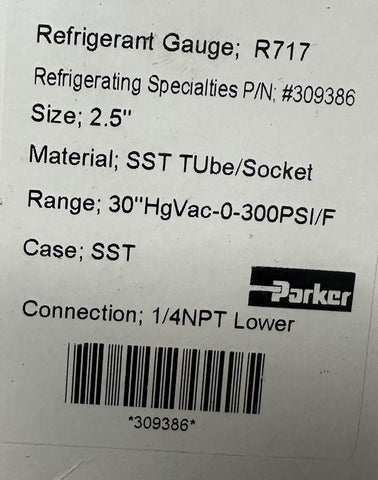 Refrigerant Gauge; R717
Refrigerating Specialties P/N; #309386
Size; 2.5"
Material; SST TUbe/Socket
Range; 30"HgVac-0-300PSI/F
Case; SST
Parker
Connection; 1/4NPT Lower
*309386*